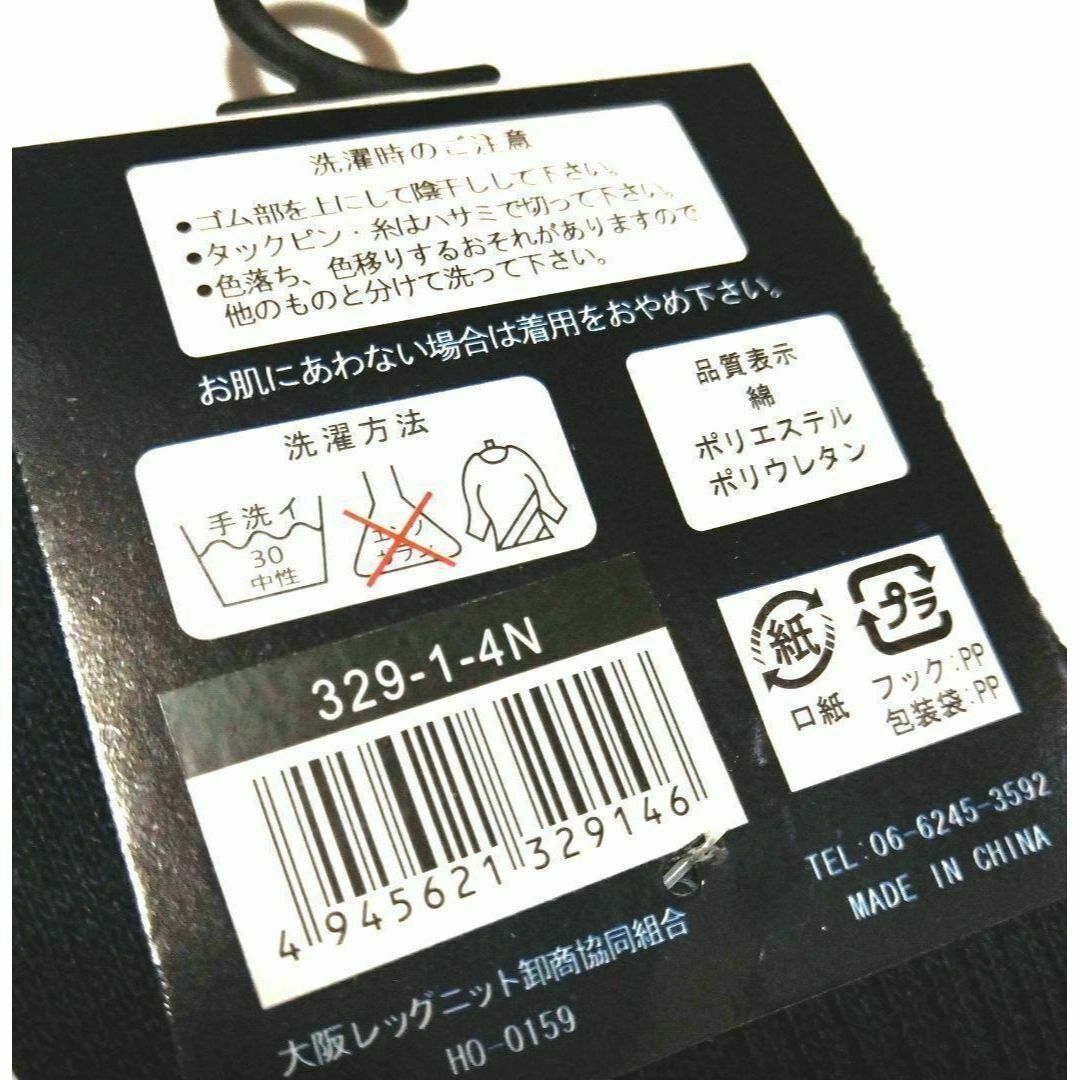 洗濯時のご注意
●ゴム部を上にして陰干しして下さい。
●タックピン・糸はハサミで切って下さい。
●色落ち、色移りするおそれがありますので
他のものと分けて洗って下さい。
お肌にあわない場合は着用をおやめ下さい。
洗濯方法
手洗イ
30
中性
エンソ
サラシ
品質表示
綿
ポリエステル
ポリウレタン
329-1-4N
4 945621 329146
紙
口紙
プラ
フック:PP
包装袋:PP
TEL:06-6245-3592
MADE IN CHINA
大阪レッグニット卸商協同組合
HO-0159